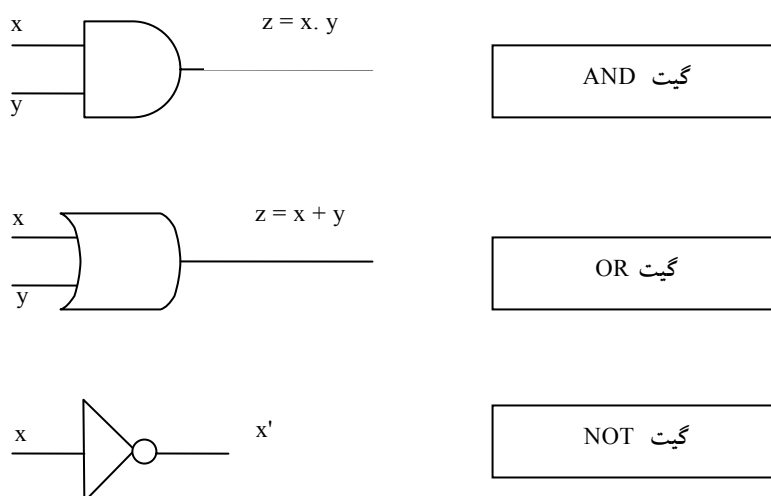 x
z = x. y
گیت AND
y
x
z = x + y
گیت OR
y
x
x'
گیت NOT